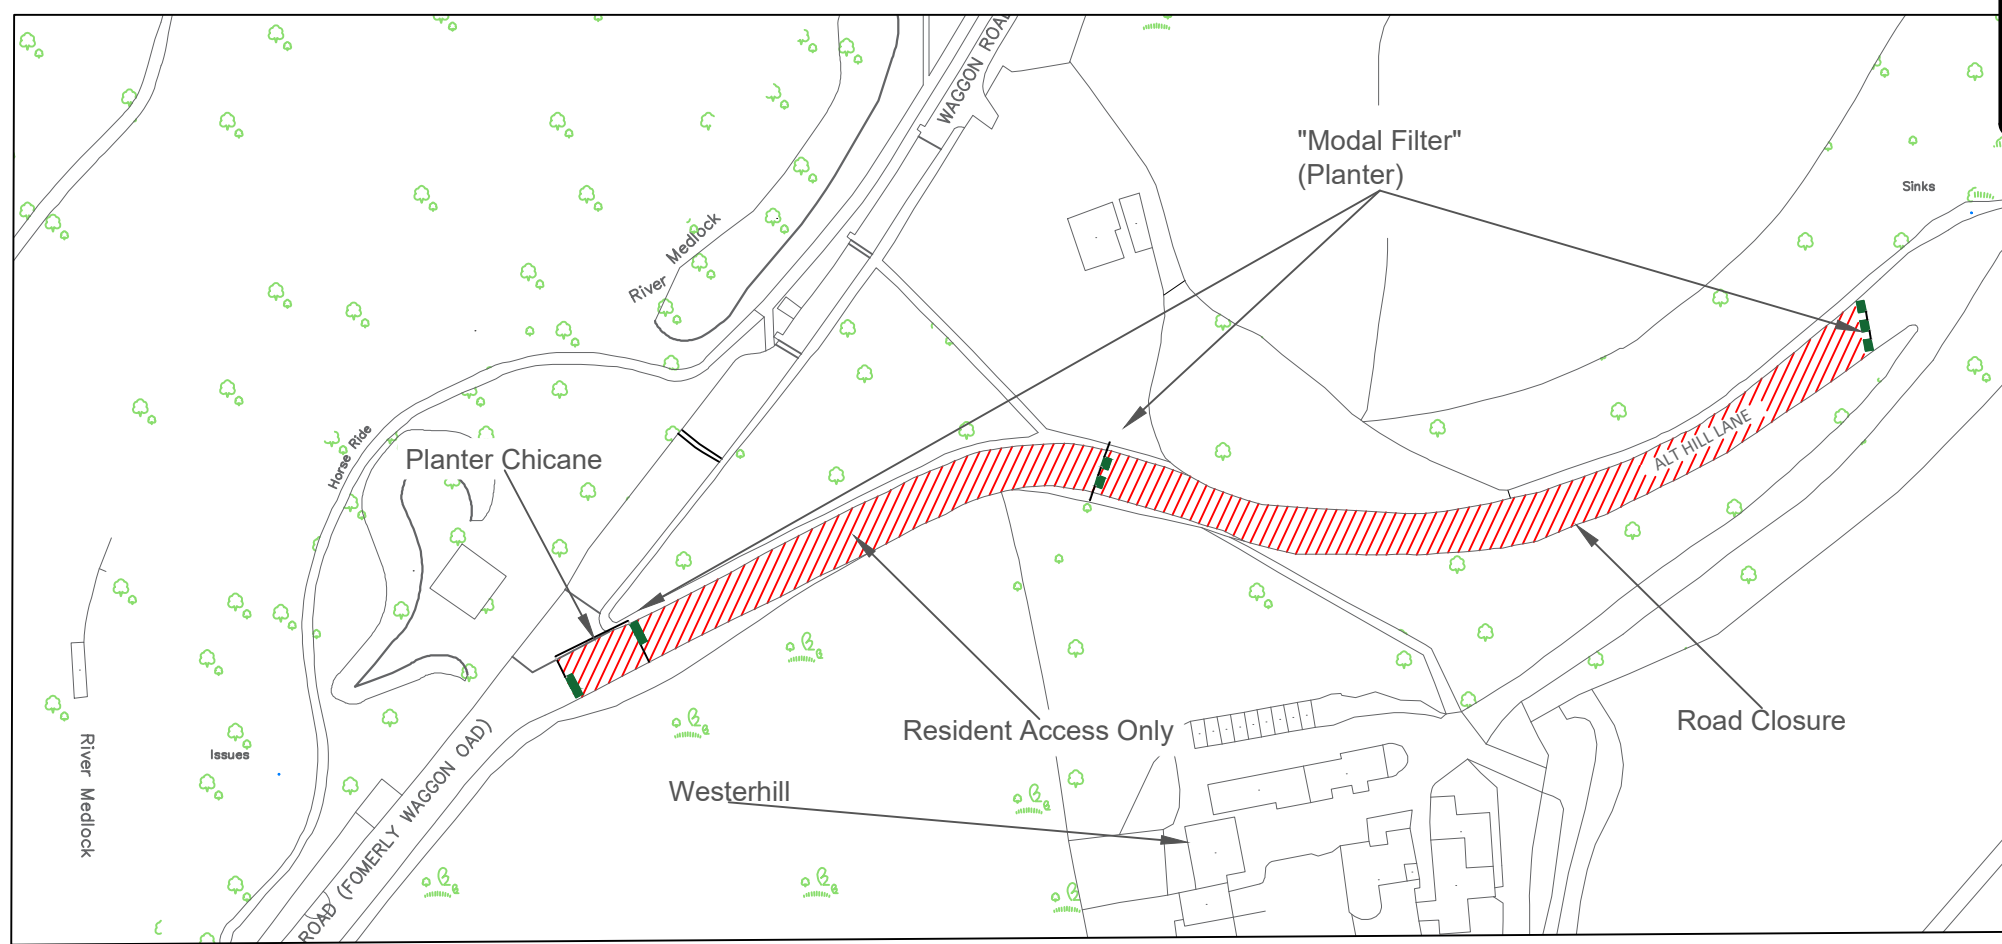 WAGGON ROAD
"Modal Filter"
(Planter)
Sinks
River Medlock
Horse Ride
Planter Chicane
ALT HILL LANE
Resident Access Only
Road Closure
Westerhill
Issues
River Medlock
ROAD (FOMERLY WAGGON OAD)